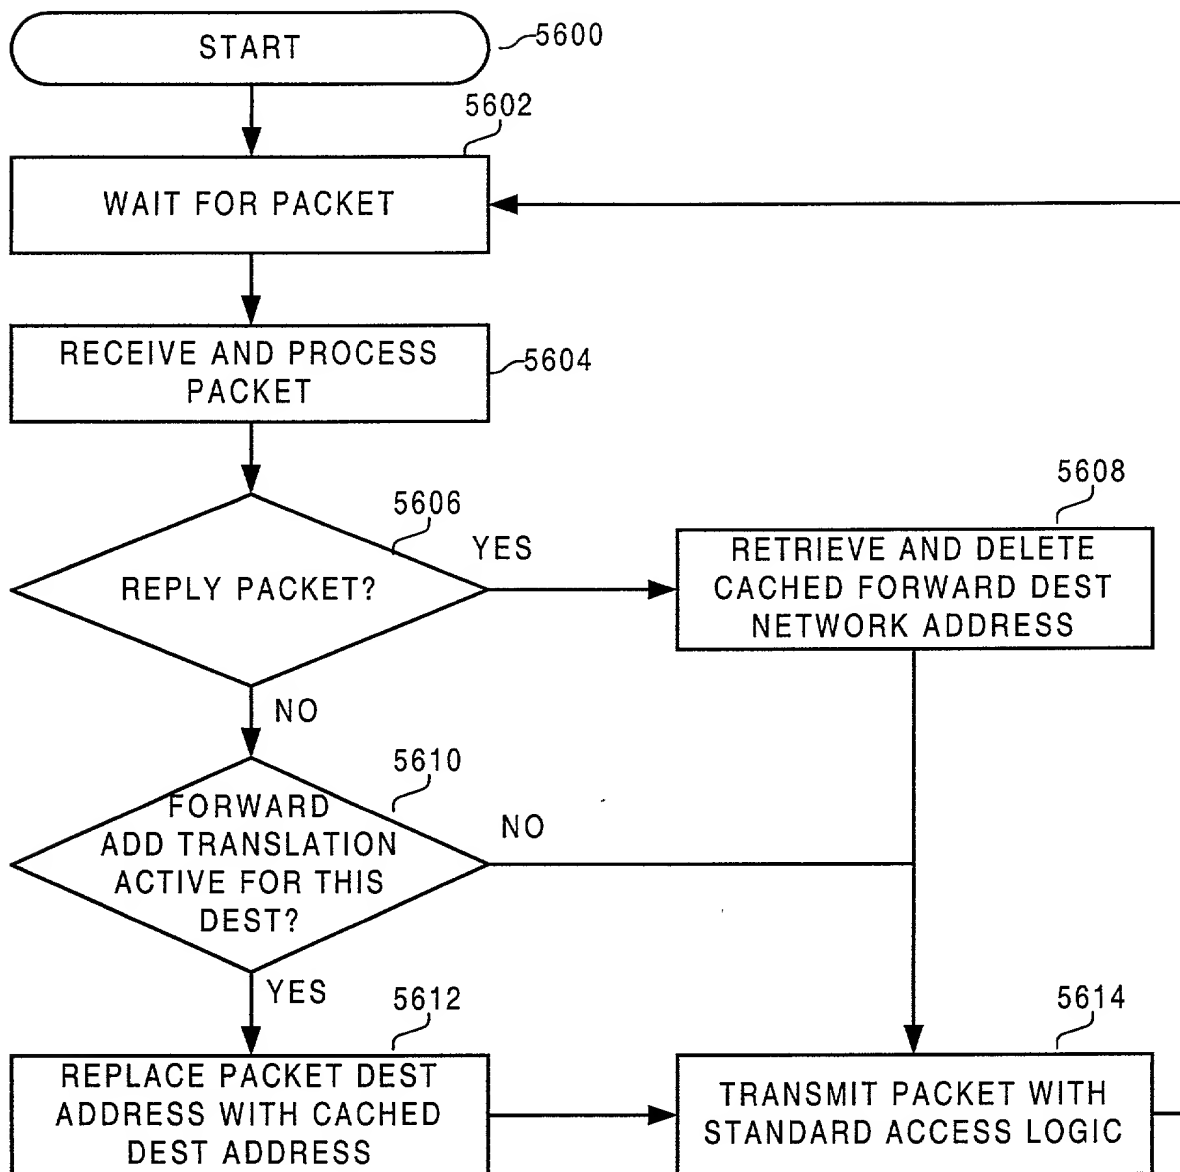 START
5600
5602
WAIT FOR PACKET
RECEIVE AND PROCESS
PACKET
5604
5606
REPLY PACKET?
YES
5608
RETRIEVE AND DELETE
CACHED FORWARD DEST
NETWORK ADDRESS
NO
5610
FORWARD
ADD TRANSLATION
ACTIVE FOR THIS
DEST?
NO
YES
5612
REPLACE PACKET DEST
ADDRESS WITH CACHED
DEST ADDRESS
5614
TRANSMIT PACKET WITH
STANDARD ACCESS LOGIC